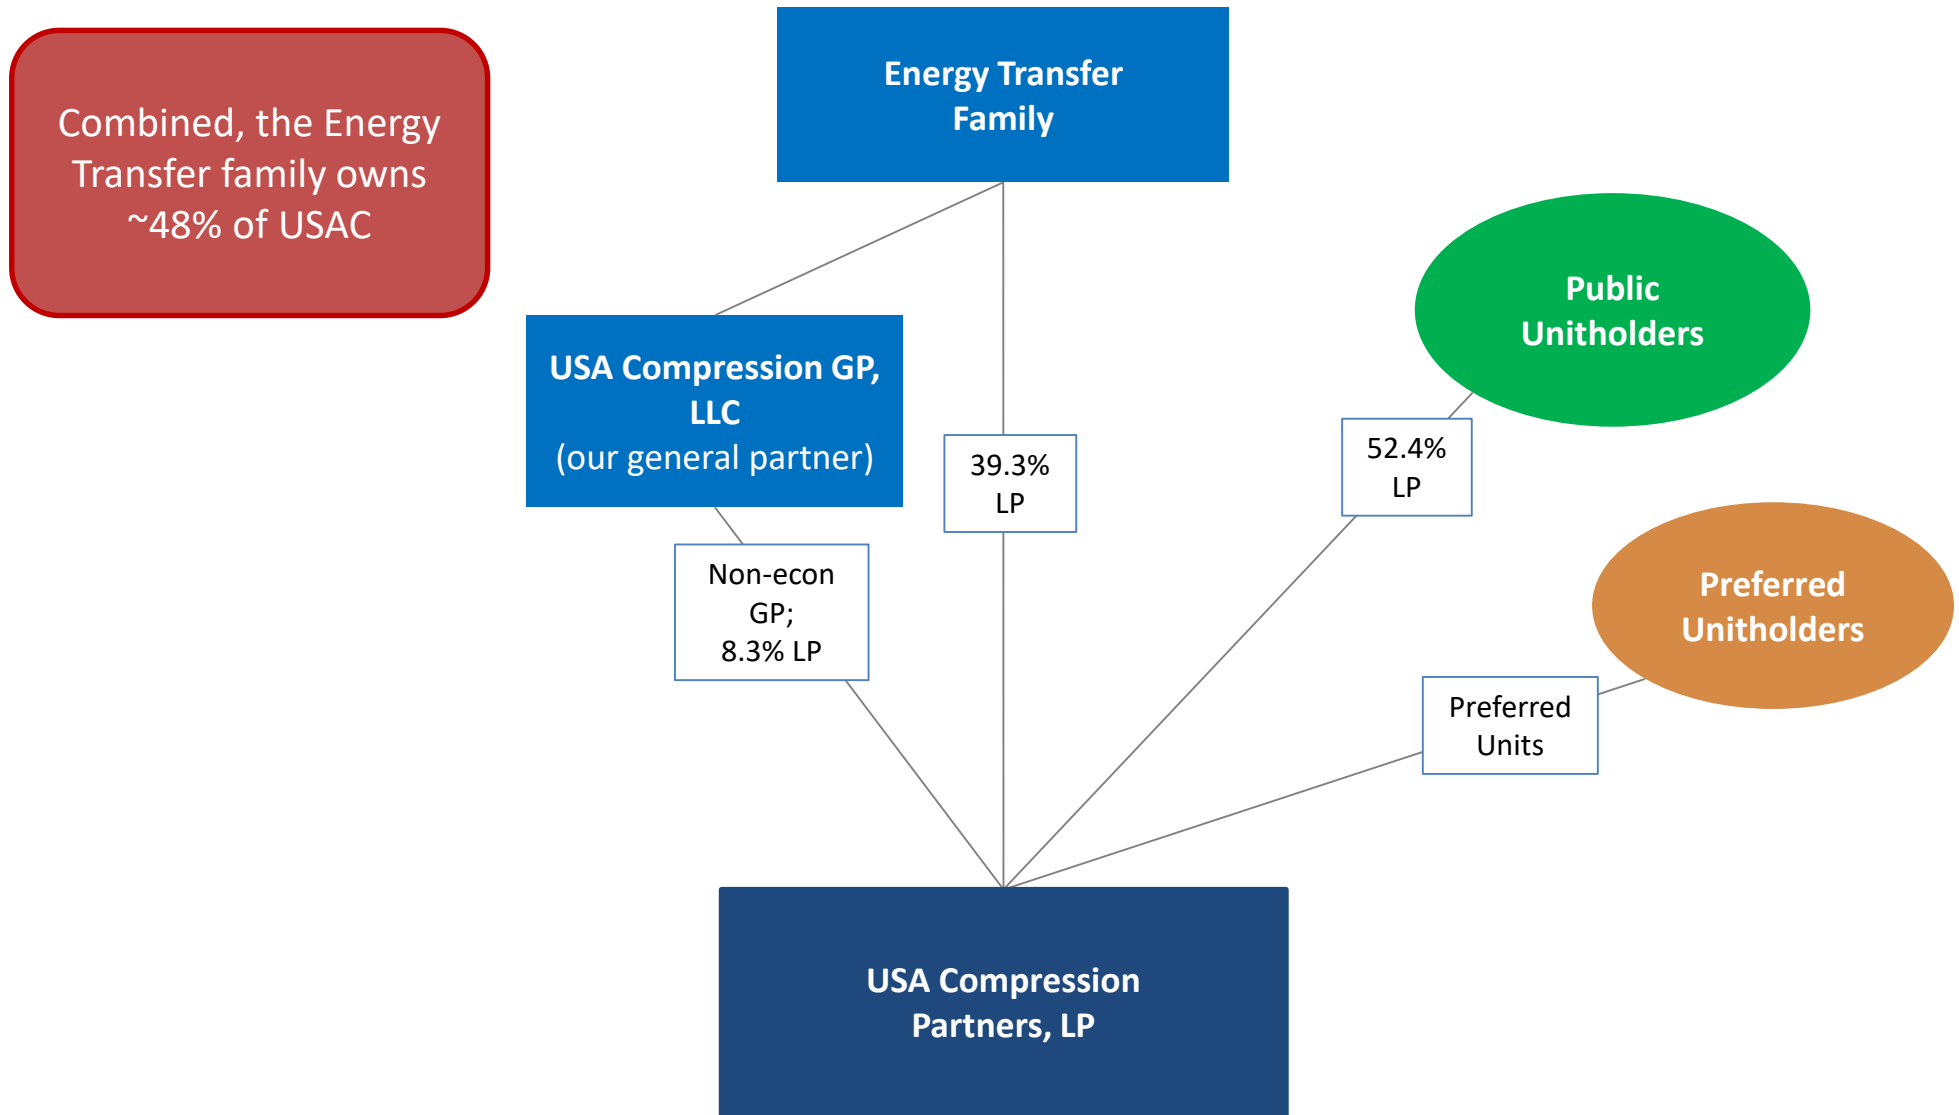 Combined, the Energy
Transfer family owns
~48% of USAC
Energy Transfer
Family
USA Compression GP,
LLC
(our general partner)
Public
Unitholders
39.3%
LP
52.4%
LP
Non-econ
GP;
8.3% LP
Preferred
Unitholders
Preferred
Units
USA Compression
Partners, LP